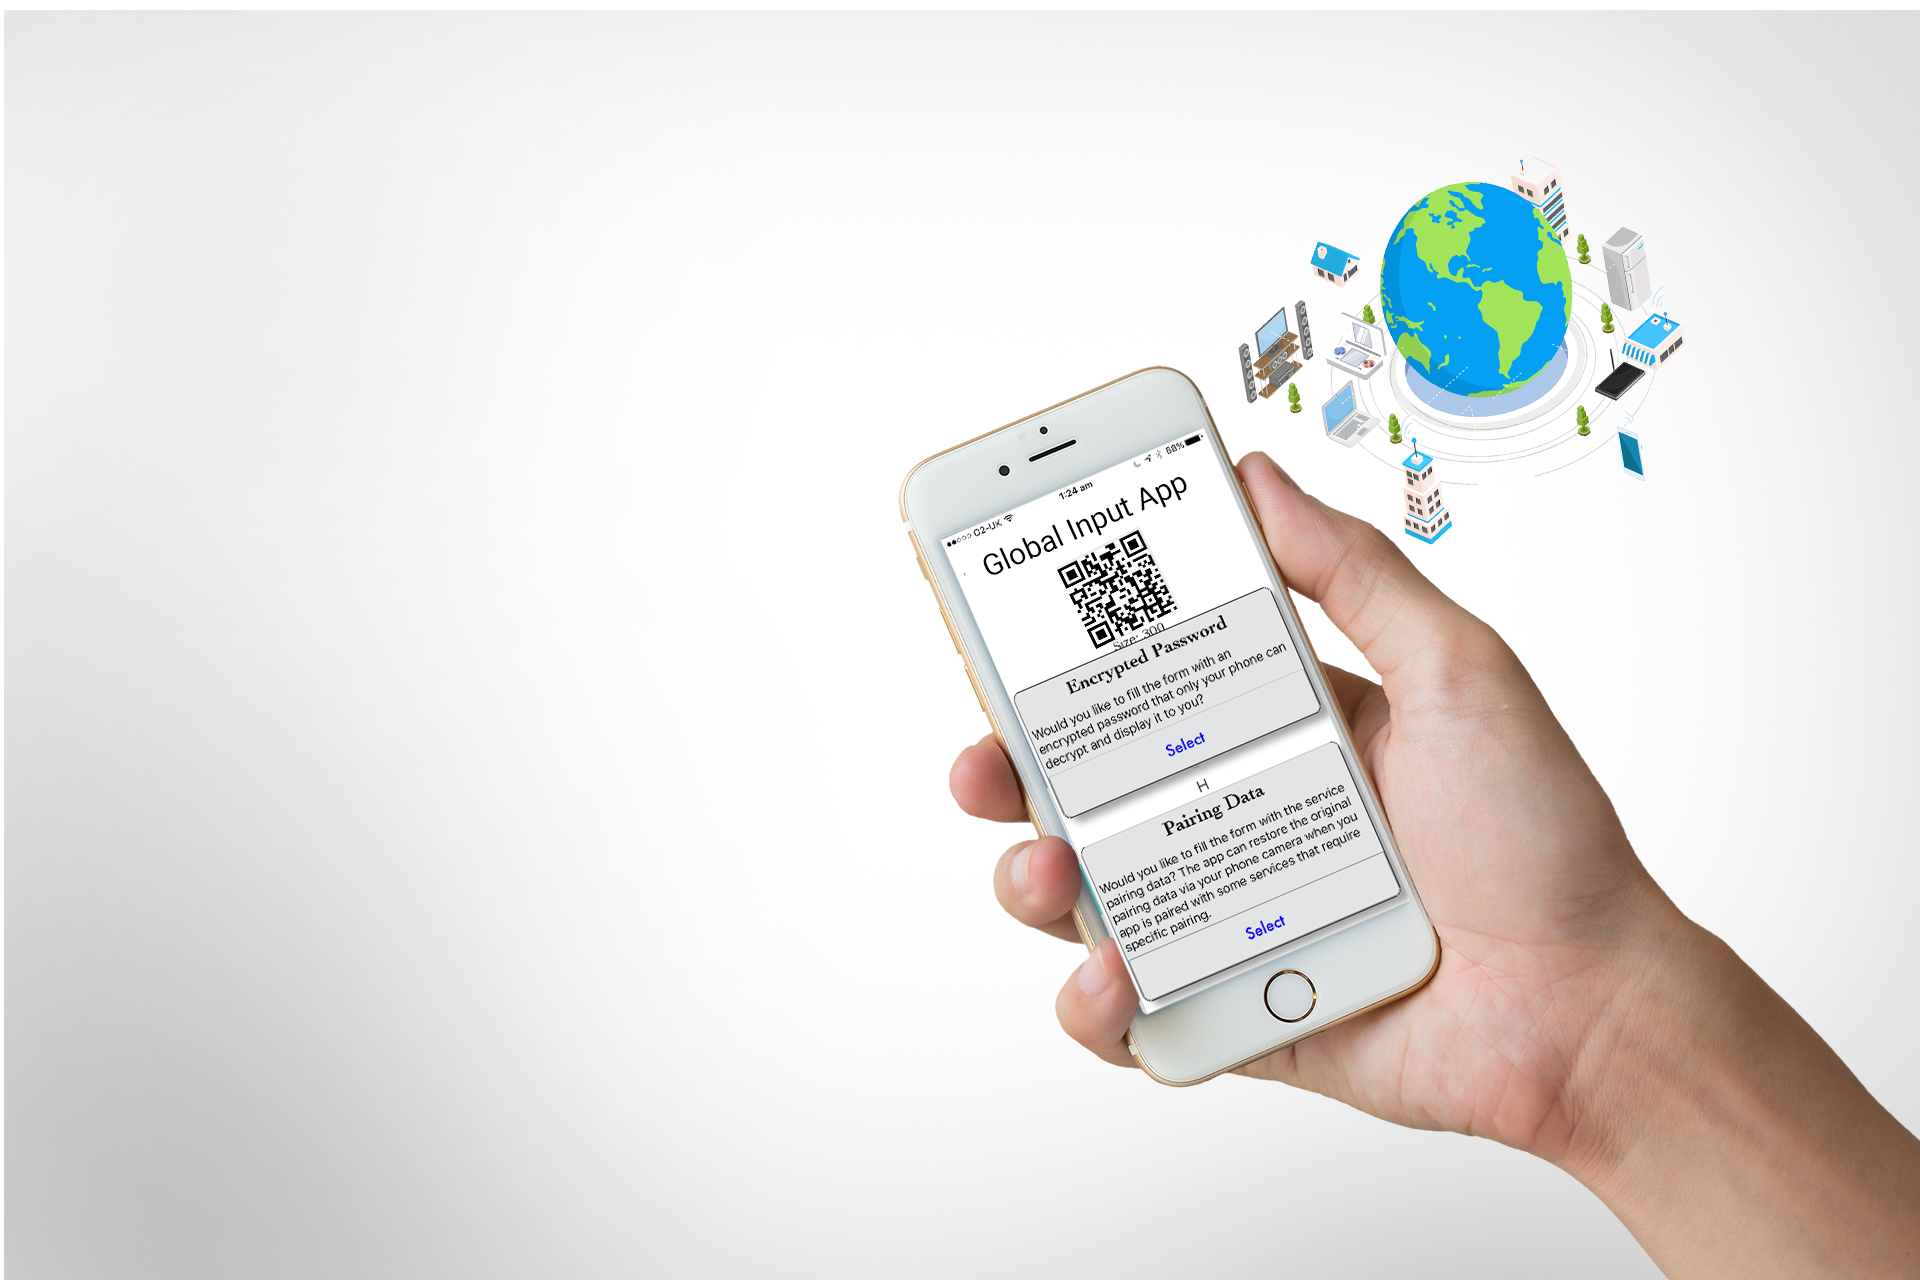 O2-UK
1:24 am
88%
Global Input App
Size: 300
Encrypted Password
Would you like to fill the form with an
encrypted password that only your phone can
decrypt and display it to you?
Select
H
Pairing Data
Would you like to fill the form with the service
pairing data? The app can restore the original
pairing data via your phone camera when you
app is paired with some services that require
specific pairing.
Select